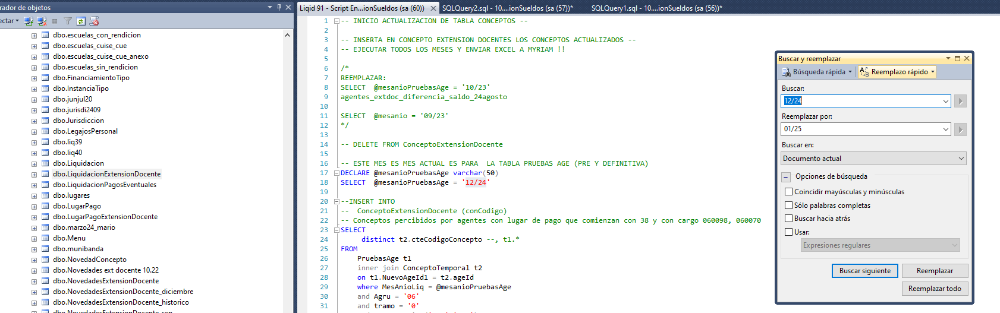 rador de objetos
ectar
dbo.escuelas_con_rendicion
dbo.escuelas_cuise_cue
dbo.escuelas_cuise_cue_anexo
dbo.escuelas_sin_rendicion
dbo.FinanciamientoTipo
dbo.InstanciaTipo
dbo.junjul20
dbo.jurisdi2409
dbo.Jurisdiccion
dbo.LegajosPersonal
dbo.liq39
dbo.liq40
dbo.Liquidacion
dbo.LiquidacionExtensionDocente
dbo.LiquidacionPagosEventuales
dbo.lugares
dbo.LugarPago
dbo.LugarPagoExtensionDocente
dbo.marzo24_mario
dbo.Menu
dbo.munibanda
dbo.NovedadConcepto
dbo.Novedades ext docente 10.22
dbo.NovedadesExtensionDocente
dbo.NovedadesExtensionDocente_diciembre
dbo.NovedadesExtensionDocente_historico
Liqid 91 - Script En...ionSueldos (sa (60)) SQLQuery2.sql - 10....ionSueldos (sa (57))* SQLQuery1.sql - 10....ionSueldos (sa (56))*
1 -- INICIO ACTUALIZACION DE TABLA CONCEPTOS --
2
3 -- INSERTA EN CONCEPTO EXTENSION DOCENTES LOS CONCEPTOS ACTUALIZADOS --
4 -- EJECUTAR TODOS LOS MESES Y ENVIAR EXCEL A MYRIAM !!
5
6 /*
7 REEMPLAZAR:
8 SELECT  @mesanioPruebasAge = '10/23'
9 agentes_extdoc_diferencia_saldo_24agosto
10
11 SELECT  @mesanio = '09/23'
12 */
13
14 -- DELETE FROM ConceptoExtensionDocente
15
16 -- ESTE MES ES MES ACTUAL ES PARA  LA TABLA PRUEBAS AGE (PRE Y DEFINITIVA)
17 DECLARE @mesanioPruebasAge varchar(50)
18 SELECT  @mesanioPruebasAge = '12/24'
19
20 --INSERT INTO
21 --  ConceptoExtensionDocente (conCodigo)
22 -- Conceptos percibidos por agentes con lugar de pago que comienzan con 38 y con cargo 060098, 060070
23 SELECT
24 distinct t2.cteCodigoConcepto --, t1.*
25 FROM
26 PruebasAge t1
27 inner join ConceptoTemporal t2
28 on t1.NuevoAgeId1 = t2.ageId
29 where MesAnioLiq = @mesanioPruebasAge
30 and Agru = '06'
31 and tramo = '0'
Buscar y reemplazar
Búsqueda rápida Reemplazo rápido
Buscar:
12/24
Reemplazar por:
01/25
Buscar en:
Documento actual
Opciones de búsqueda
Coincidir mayúsculas y minúsculas
Sólo palabras completas
Buscar hacia atrás
Usar:
Expresiones regulares
Buscar siguiente Reemplazar
Reemplazar todo